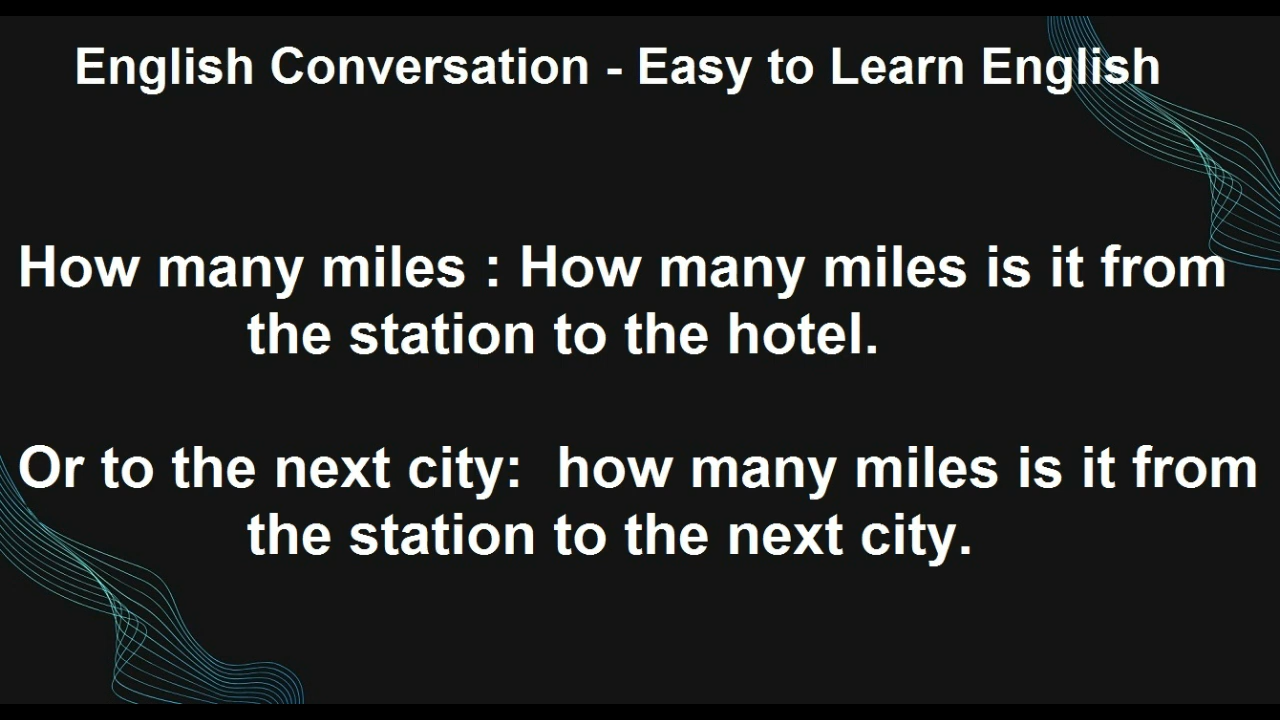 English Conversation - Easy to Learn English
How many miles : How many miles is it from
the station to the hotel.
Or to the next city:  how many miles is it from
the station to the next city.